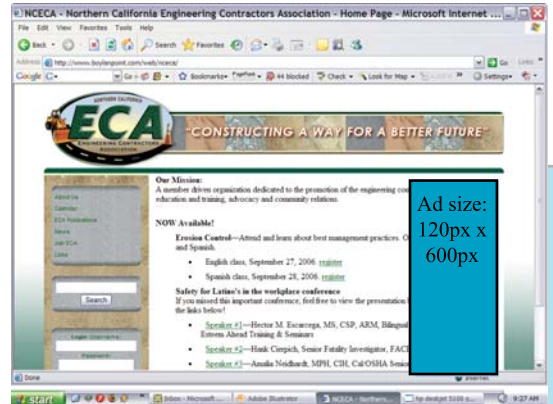 NCECA - Northern California Engineering Contractors Association - Home Page - Microsoft Internet ...
File Edit View Favorites Tools Help
Back Search Favorites
Address http://www.boylenpoint.com/web/nceca/ Go Links
Google G Go Bookmarks PageRank 44 blocked Check Look for Map Settings
NORTHERN CALIFORNIA
ECA
ENGINEERING CONTRACTORS
ASSOCIATION
"CONSTRUCTING A WAY FOR A BETTER FUTURE"
About Us
Calendar
ECA Publications
News
Join ECA
Links
Search
Login Username:
Password:
Our Mission:
A member driven organization dedicated to the promotion of the engineering
education and training, advocacy and community relations.
NOW Available!
Erosion Control—Attend and learn about best management practices.
and Spanish.
• English class, September 27, 2006. register
• Spanish class, September 28, 2006. register
Safety for Latino's in the workplace conference
If you missed this important conference, feel free to view the presentation
the links below!
• Speaker #1—Hector M. Escarcega, MS, CSP, ARM, Bilingual
Esteem Ahead Training & Seminars
• Speaker #2—Hank Cierpich, Senior Fatality Investigator,
• Speaker #3—Amalia Neidhardt, MPH, CIH, Cal/OSHA Senior
Ad size:
120px x
600px
Done Internet
start Inbox - Microsoft... Adobe Illustrator NCECA - Northern... hp deskjet 5100 s... 9:27 AM